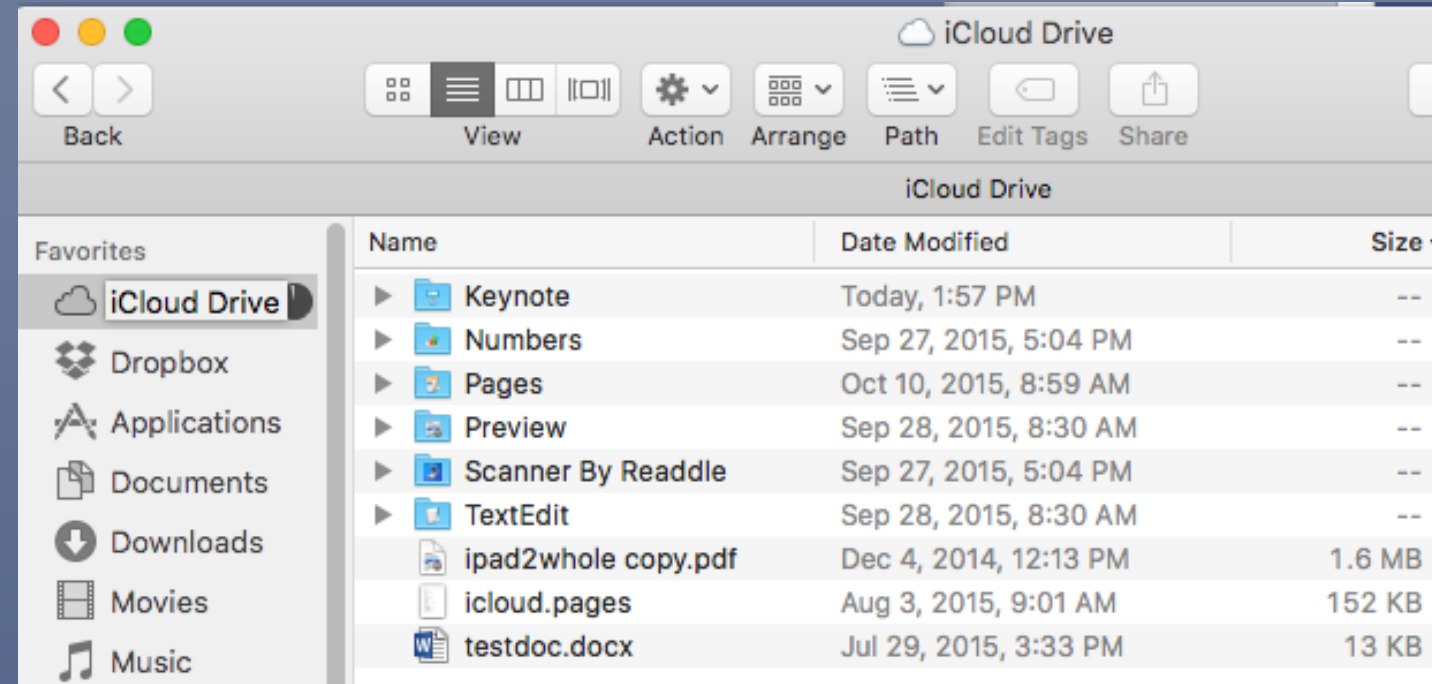 iCloud Drive
Back View Action Arrange Path Edit Tags Share
iCloud Drive
Favorites
iCloud Drive
Dropbox
Applications
Documents
Downloads
Movies
Music
Name Date Modified Size
Keynote Today, 1:57 PM --
Numbers Sep 27, 2015, 5:04 PM --
Pages Oct 10, 2015, 8:59 AM --
Preview Sep 28, 2015, 8:30 AM --
Scanner By Readdle Sep 27, 2015, 5:04 PM --
TextEdit Sep 28, 2015, 8:30 AM --
ipad2whole copy.pdf Dec 4, 2014, 12:13 PM 1.6 MB
icloud.pages Aug 3, 2015, 9:01 AM 152 KB
testdoc.docx Jul 29, 2015, 3:33 PM 13 KB